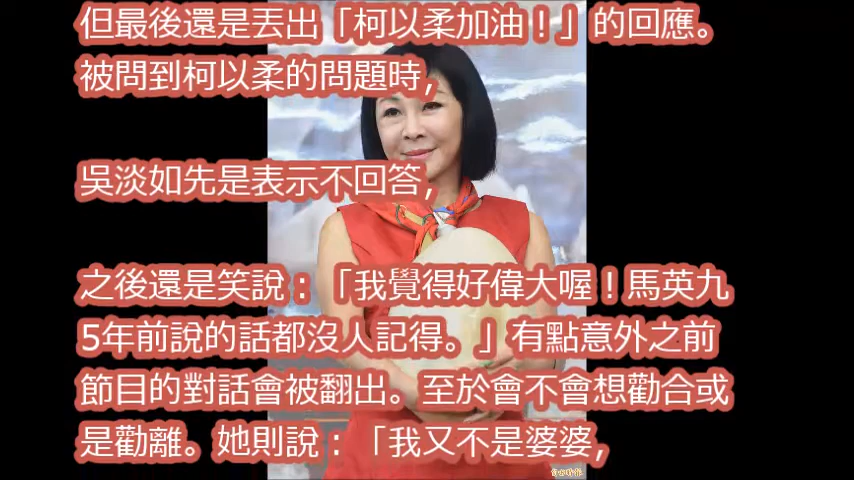 但最後還是丟出「柯以柔加油！」的回應。
被問到柯以柔的問題時，
吳淡如先是表示不回答，
之後還是笑說：「我覺得好偉大喔！馬英九
5年前說的話都沒人記得。」有點意外之前
節目的對話會被翻出。至於會不會想勸合或
是勸離。她則說：「我又不是婆婆，